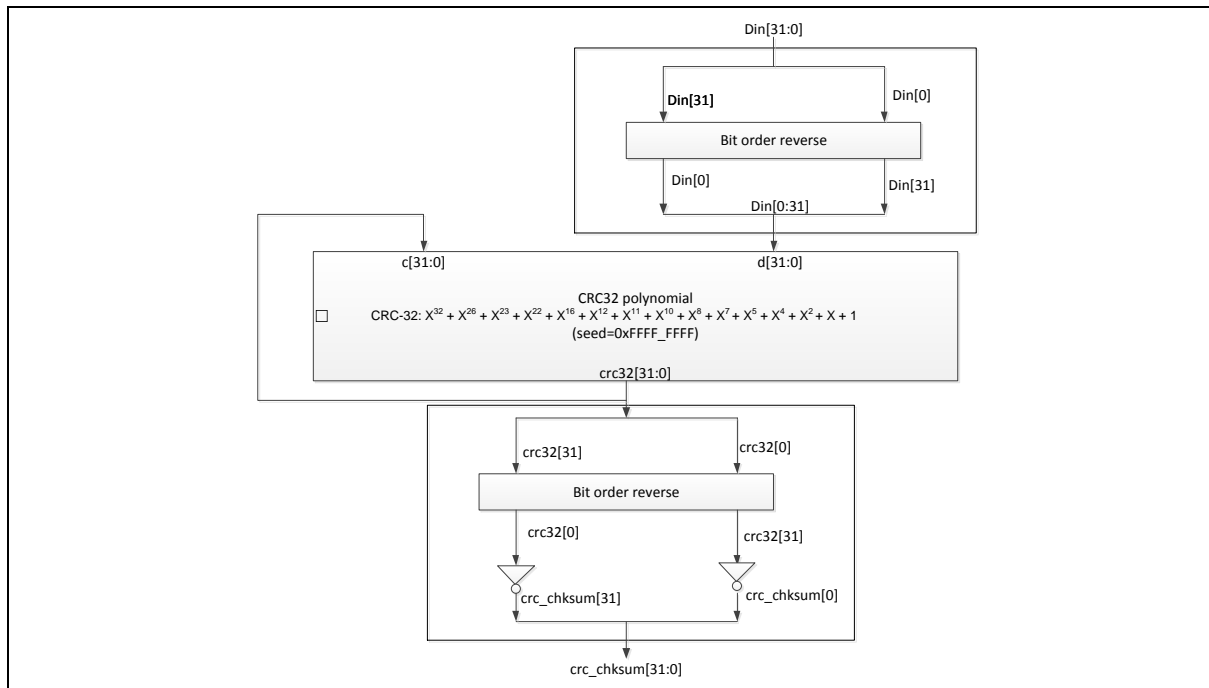 Din[31:0]
Din[31]
Din[0]
Bit order reverse
Din[0]
Din[31]
Din[0:31]
c[31:0]
d[31:0]
CRC32 polynomial
CRC-32: X³² + X²⁶ + X²³ + X²² + X¹⁶ + X¹² + X¹¹ + X¹⁰ + X⁸ + X⁷ + X⁵ + X⁴ + X² + X + 1
(seed=0xFFFF_FFFF)
crc32[31:0]
crc32[31]
crc32[0]
Bit order reverse
crc32[0]
crc32[31]
crc_chksum[31]
crc_chksum[0]
crc_chksum[31:0]